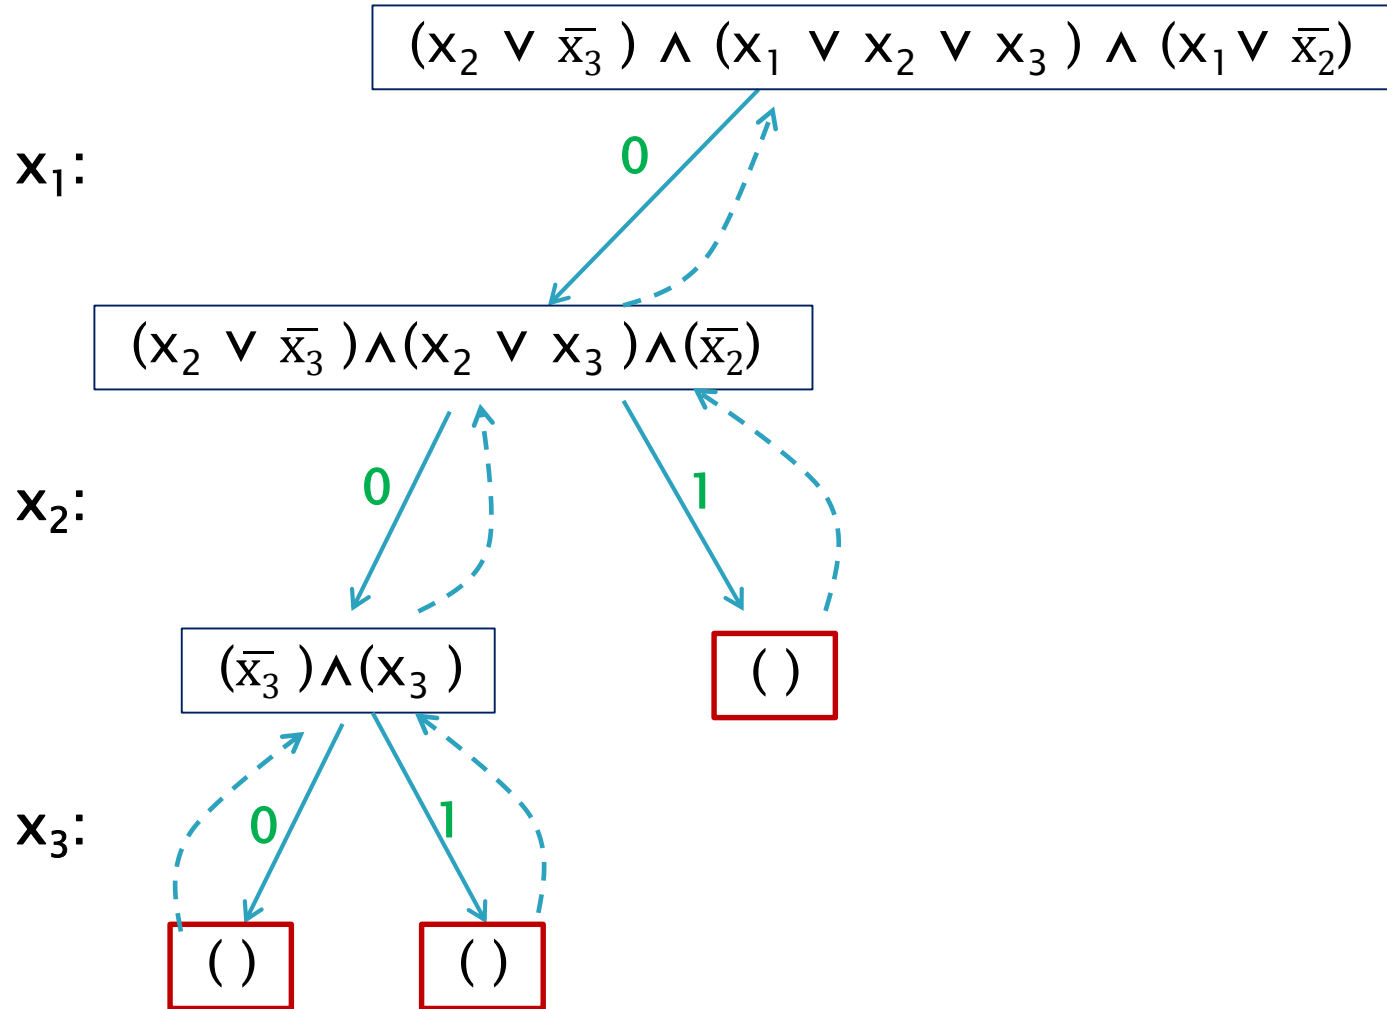 (x₂ ∨ x̅₃ ) ∧ (x₁ ∨ x₂ ∨ x₃ ) ∧ (x₁ ∨ x̅₂)
0
x₁:
(x₂ ∨ x̅₃ )∧(x₂ ∨ x₃ )∧(x̅₂)
0 1
x₂:
(x̅₃ )∧(x₃ ) ( )
0 1
x₃:
( ) ( )